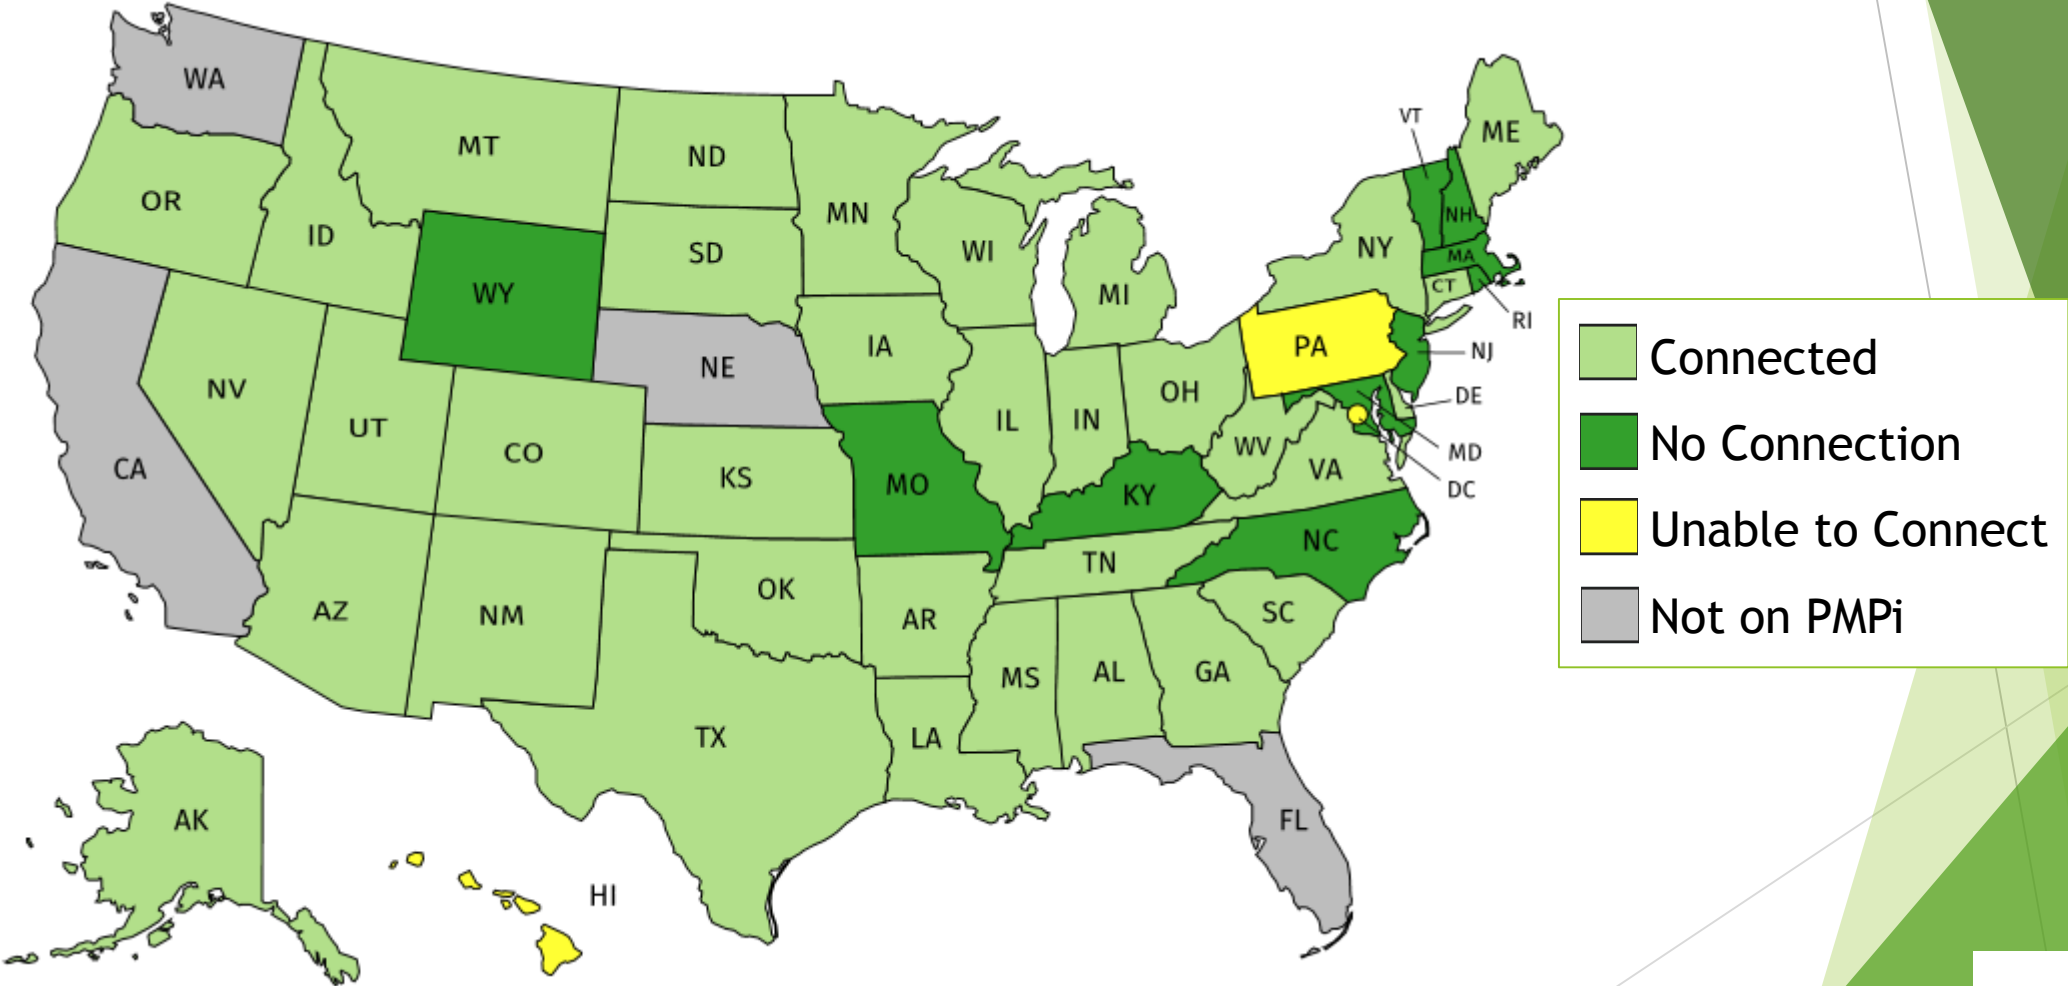 WA
MT
ND
MN
OR
ID
WY
SD
WI
MI
VT
ME
NH
NY
MA
CT
RI
NE
IA
PA
NJ
NV
UT
CO
IL
IN
OH
DE
CA
KS
MO
KY
WV
VA
MD
DC
NC
TN
AZ
NM
OK
AR
SC
MS
AL
GA
TX
LA
AK
FL
HI
Connected
No Connection
Unable to Connect
Not on PMPi